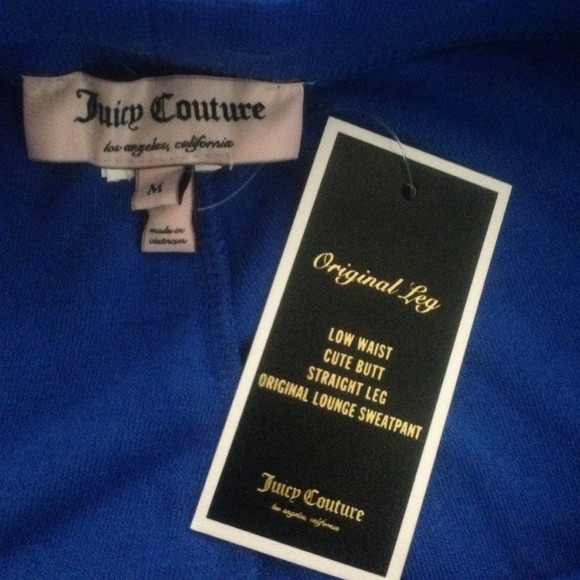 Juicy Couture
los angeles, california
M
made in
vietnam
Original Leg
LOW WAIST
CUTE BUTT
STRAIGHT LEG
ORIGINAL LOUNGE SWEATPANT
Juicy Couture
los angeles, california